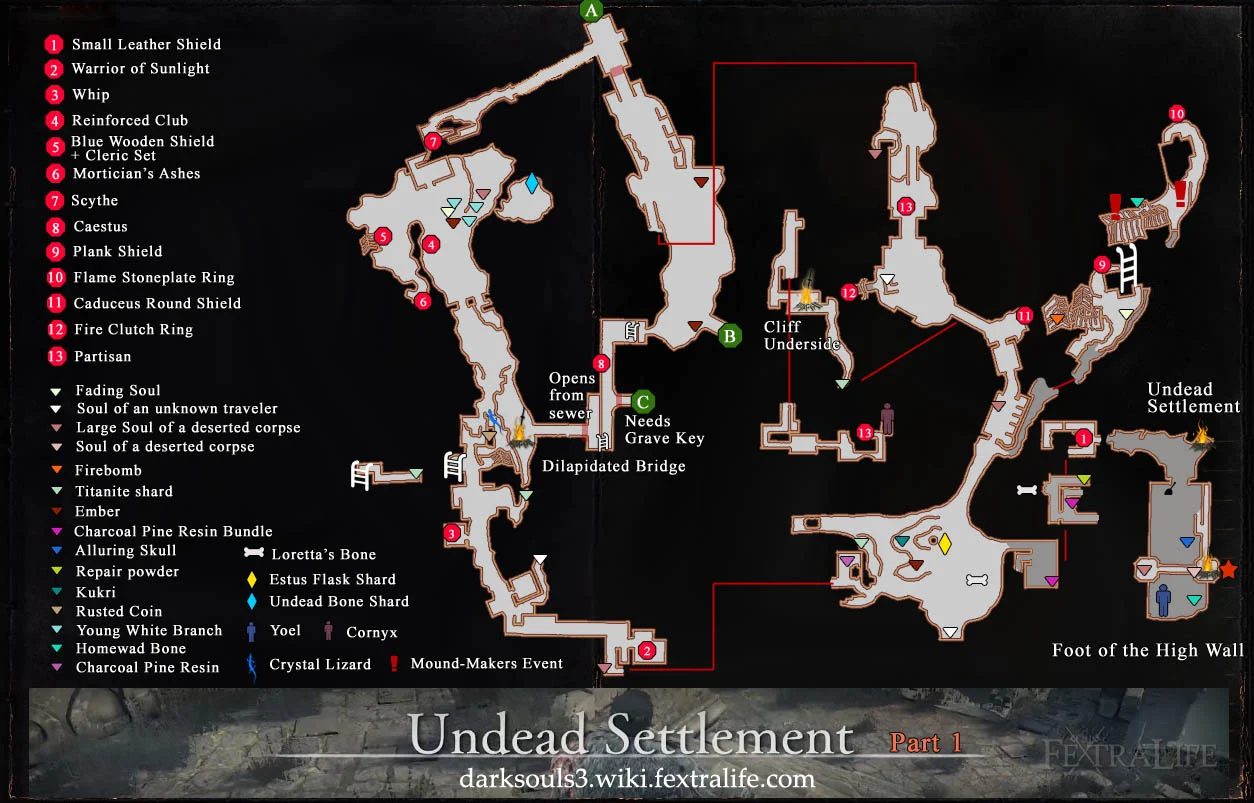 A
1 Small Leather Shield
2 Warrior of Sunlight
3 Whip
4 Reinforced Club
5 Blue Wooden Shield
+ Cleric Set
6 Mortician's Ashes
7 Scythe
8 Caestus
9 Plank Shield
10 Flame Stoneplate Ring
11 Caduceus Round Shield
12 Fire Clutch Ring
13 Partisan
Fading Soul
Soul of an unknown traveler
Large Soul of a deserted corpse
Soul of a deserted corpse
Firebomb
Titanite shard
Ember
Charcoal Pine Resin Bundle
Alluring Skull
Repair powder
Kukri
Rusted Coin
Young White Branch
Homewad Bone
Charcoal Pine Resin
Loretta's Bone
Estus Flask Shard
Undead Bone Shard
Yoel
Cornyx
Crystal Lizard
! Mound-Makers Event
7
5
4
6
3
2
8
B
C
Opens
from
sewer
Needs
Grave Key
Dilapidated Bridge
Cliff
Underside
13
12
11
10
! !
9
13
1
Undead
Settlement
Foot of the High Wall
Undead Settlement Part 1
darksouls3.wiki.fextralife.com
FEXTRALIFE